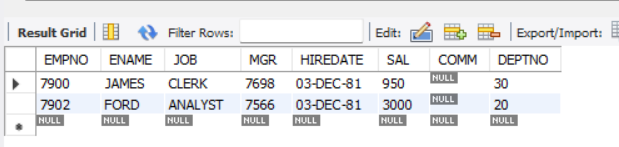 Result Grid Filter Rows: Edit: Export/Import:
EMPNO ENAME JOB MGR HIREDATE SAL COMM DEPTNO
7900 JAMES CLERK 7698 03-DEC-81 950 NULL 30
7902 FORD ANALYST 7566 03-DEC-81 3000 NULL 20
NULL NULL NULL NULL NULL NULL NULL NULL